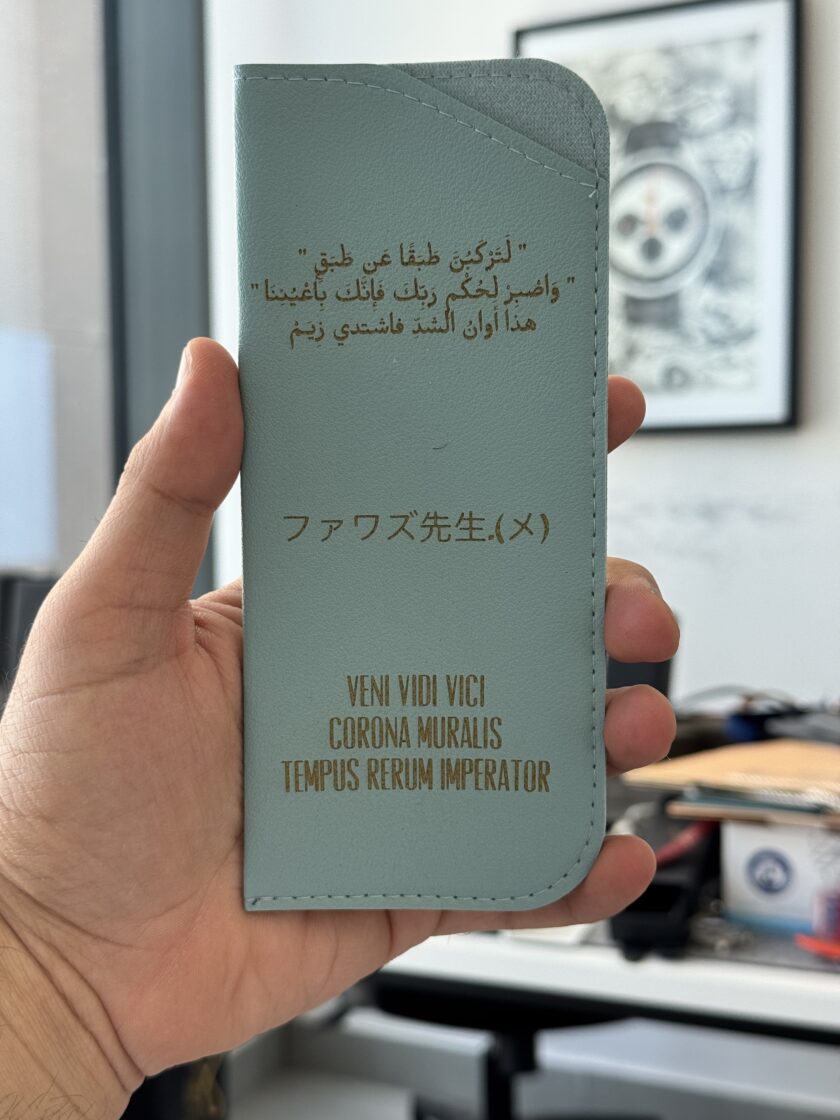 " لَتَرْكَبُنَ طَبَقًا عَن طَبَقٍ "
" وَاصْبِرْ لِحُكْمِ رَبِّكَ فَإِنَّكَ بِأَعْيُنِنَا "
هذا أوان الشدّ فاشتدي زِيَمْ
ファワズ先生.(メ)
VENI VIDI VICI
CORONA MURALIS
TEMPUS RERUM IMPERATOR